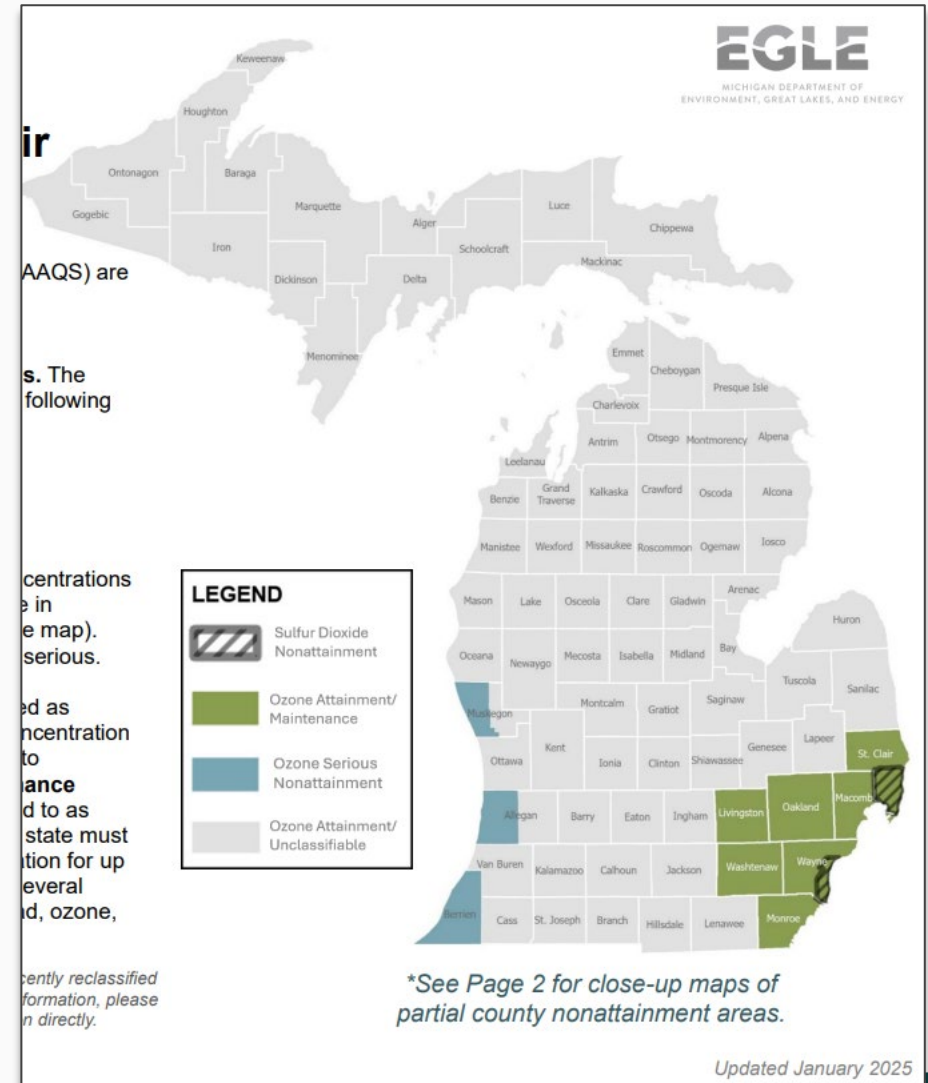 EGLE
MICHIGAN DEPARTMENT OF
ENVIRONMENT, GREAT LAKES, AND ENERGY
ir
AAQS) are
s. The
following
centrations
e in
e map).
serious.
ed as
ncentration
to
ance
d to as
state must
ation for up
everal
d, ozone,
cently reclassified
formation, please
n directly.
Keweenaw
Houghton
Ontonagon
Baraga
Gogebic
Marquette
Iron
Alger
Luce
Chippewa
Schoolcraft
Mackinac
Dickinson
Delta
Menominee
Emmet
Cheboygan
Presque Isle
Charlevoix
Antrim
Otsego
Montmorency
Alpena
Leelanau
Benzie
Grand
Traverse
Kalkaska
Crawford
Oscoda
Alcona
Manistee
Wexford
Missaukee
Roscommon
Ogemaw
Iosco
Mason
Lake
Osceola
Clare
Gladwin
Arenac
Huron
Oceana
Newaygo
Mecosta
Isabella
Midland
Bay
Tuscola
Sanilac
Muskegon
Montcalm
Gratiot
Saginaw
Genesee
Lapeer
St. Clair
Ottawa
Kent
Ionia
Clinton
Shiawassee
Allegan
Barry
Eaton
Ingham
Livingston
Oakland
Macomb
Van Buren
Kalamazoo
Calhoun
Jackson
Washtenaw
Wayne
Berrien
Cass
St. Joseph
Branch
Hillsdale
Lenawee
Monroe
LEGEND
Sulfur Dioxide
Nonattainment
Ozone Attainment/
Maintenance
Ozone Serious
Nonattainment
Ozone Attainment/
Unclassifiable
*See Page 2 for close-up maps of
partial county nonattainment areas.
Updated January 2025